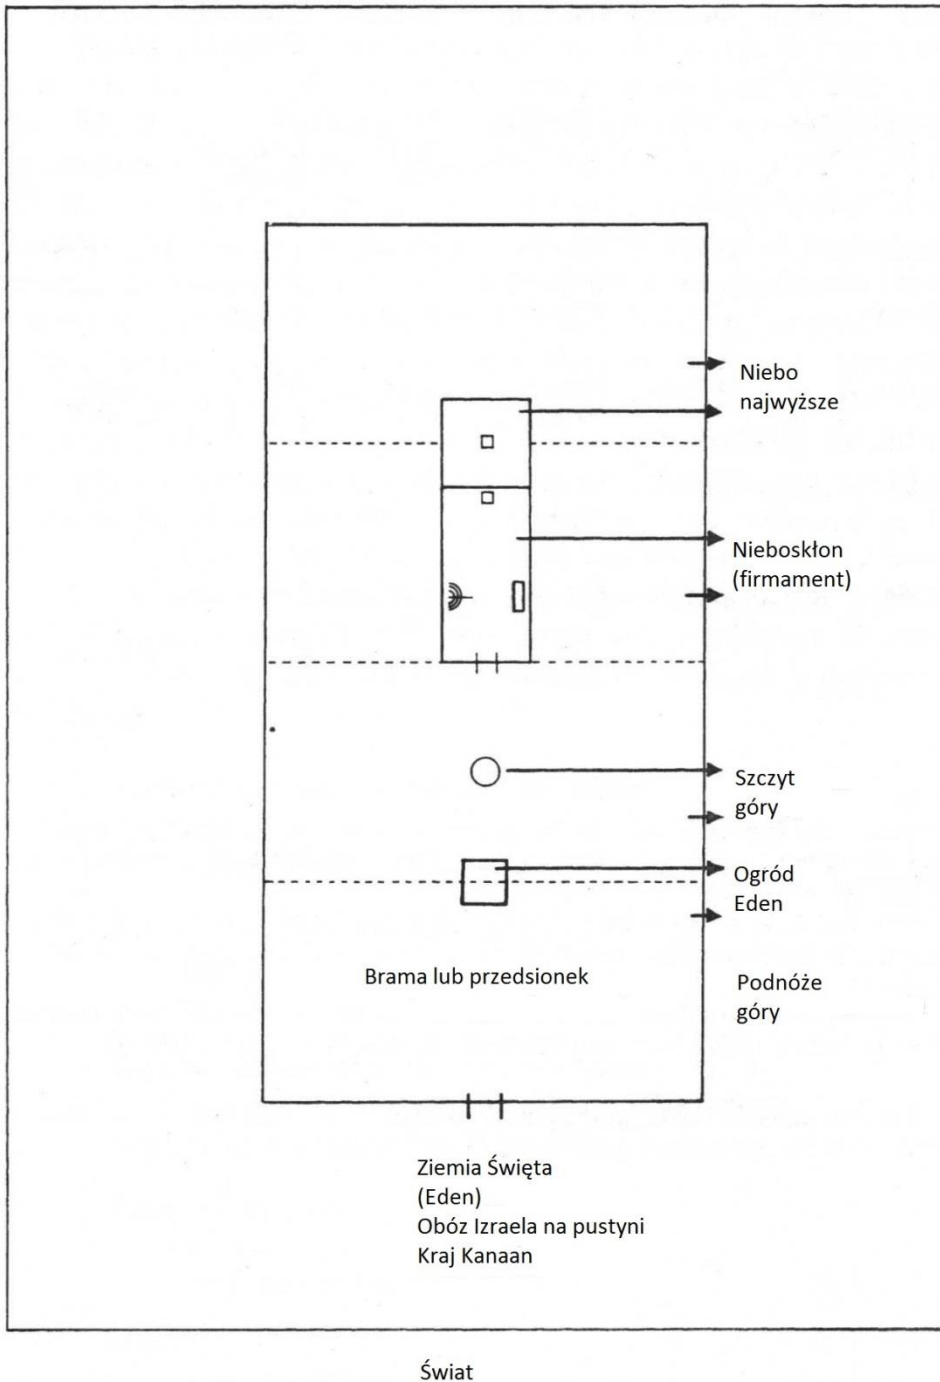 Niebo
najwyższe
Nieboskłon
(firmament)
Szczyt
góry
Ogród
Eden
Brama lub przedsionek
Podnóże
góry
Ziemia Święta
(Eden)
Obóz Izraela na pustyni
Kraj Kanaan
Świat